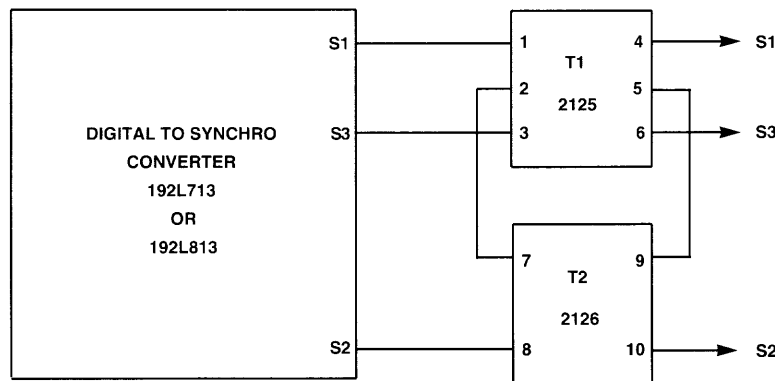 S1
1
4
S1
T1
2
5
2125
DIGITAL TO SYNCHRO
S3
3
6
S3
CONVERTER
192L713
OR
192L813
7
9
T2
2126
S2
8
10
S2